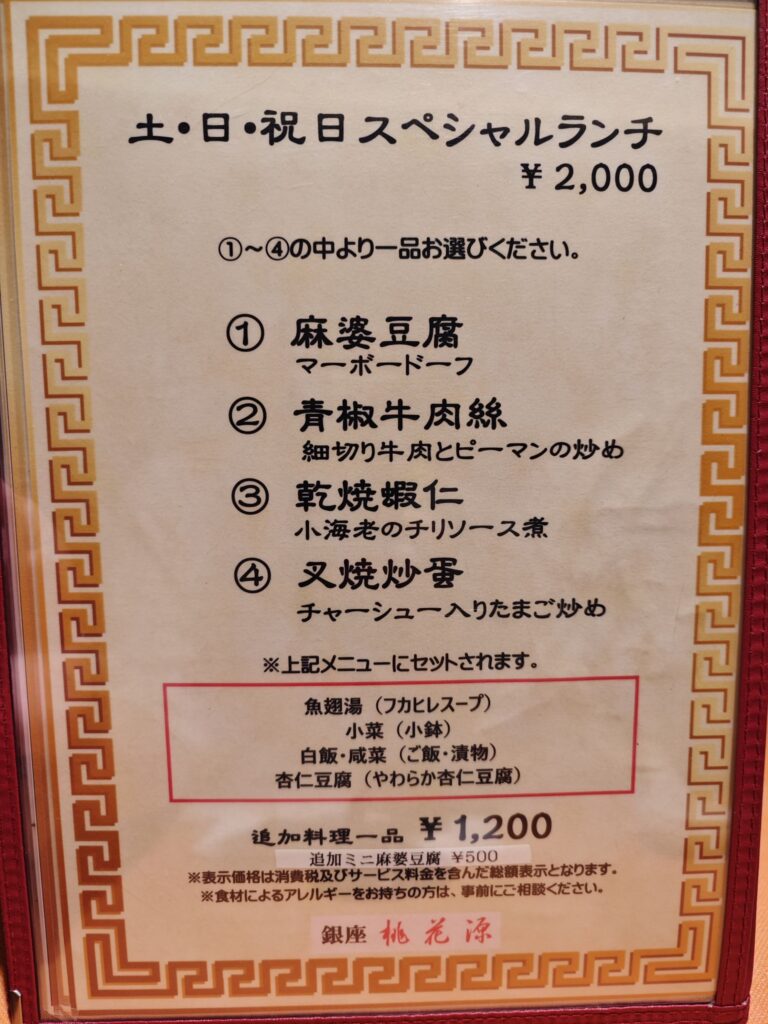 土・日・祝日スペシャルランチ
¥2,000
①～④の中より一品お選びください。
① 麻婆豆腐
マーボードーフ
② 青椒牛肉絲
細切り牛肉とピーマンの炒め
③ 乾焼蝦仁
小海老のチリソース煮
④ 叉焼炒蛋
チャーシュー入りたまご炒め
※上記メニューにセットされます。
魚翅湯（フカヒレスープ）
小菜（小鉢）
白飯・咸菜（ご飯・漬物）
杏仁豆腐（やわらか杏仁豆腐）
追加料理一品 ¥1,200
追加ミニ麻婆豆腐 ¥500
※表示価格は消費税及びサービス料金を含んだ総額表示となります。
※食材によるアレルギーをお持ちの方は、事前にご相談ください。
銀座 桃花源